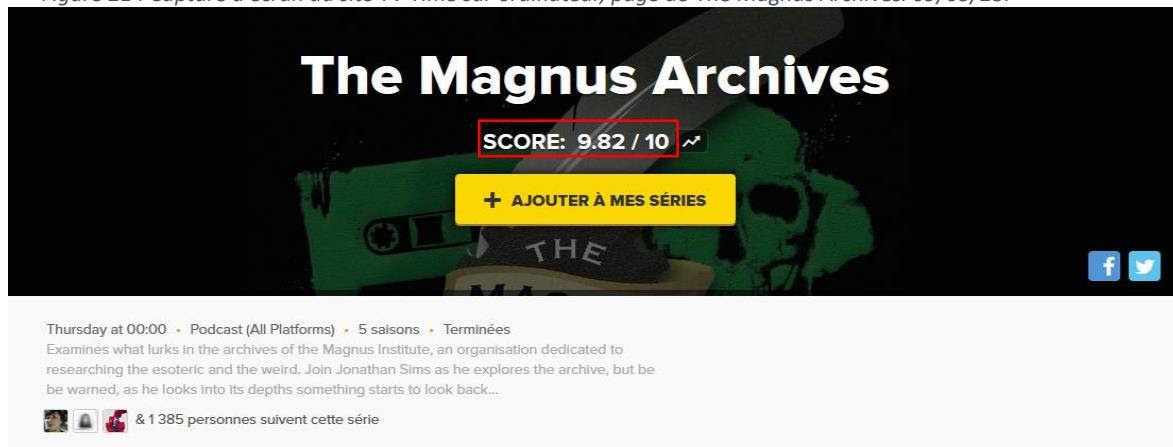 The Magnus Archives
SCORE: 9.82 / 10
+ AJOUTER À MES SÉRIES
THE
MAGNUS
Thursday at 00:00 • Podcast (All Platforms) • 5 saisons • Terminées
Examines what lurks in the archives of the Magnus Institute, an organisation dedicated to
researching the esoteric and the weird. Join Jonathan Sims as he explores the archive, but be
be warned, as he looks into its depths something starts to look back...
& 1 385 personnes suivent cette série